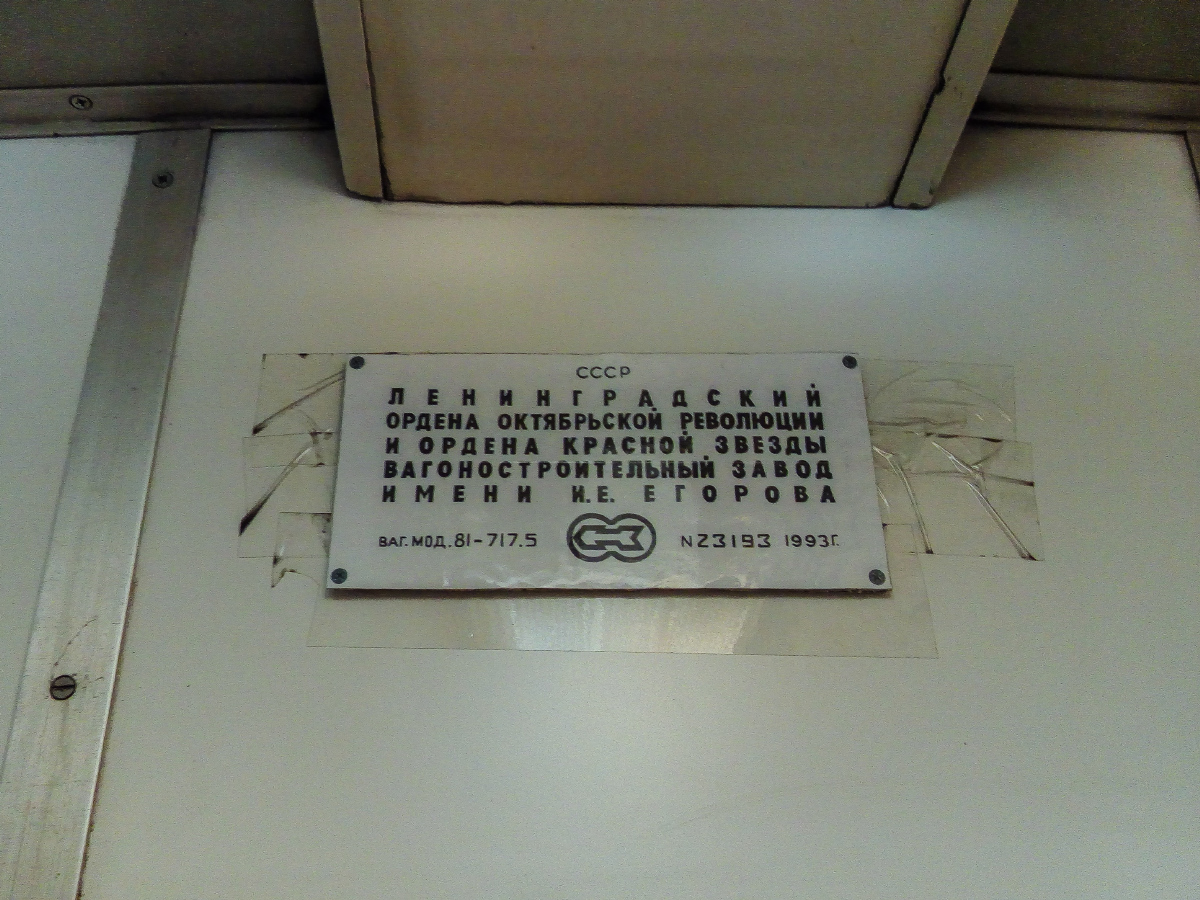 СССР
ЛЕНИНГРАДСКИЙ
ОРДЕНА ОКТЯБРЬСКОЙ РЕВОЛЮЦИИ
И ОРДЕНА КРАСНОЙ ЗВЕЗДЫ
ВАГОНОСТРОИТЕЛЬНЫЙ ЗАВОД
ИМЕНИ И.Е. ЕГОРОВА
ВАГ. МОД. 81-717.5 N23193 1993Г.